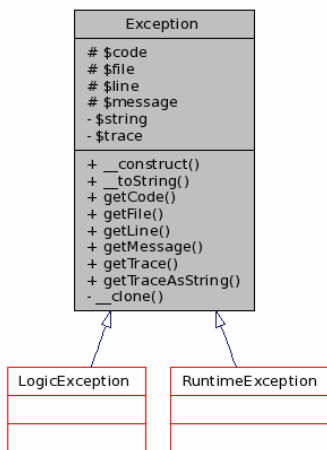 Exception
# $code
# $file
# $line
# $message
- $string
- $trace
+ __construct()
+ __toString()
+ getCode()
+ getFile()
+ getLine()
+ getMessage()
+ getTrace()
+ getTraceAsString()
- __clone()
LogicException
RuntimeException